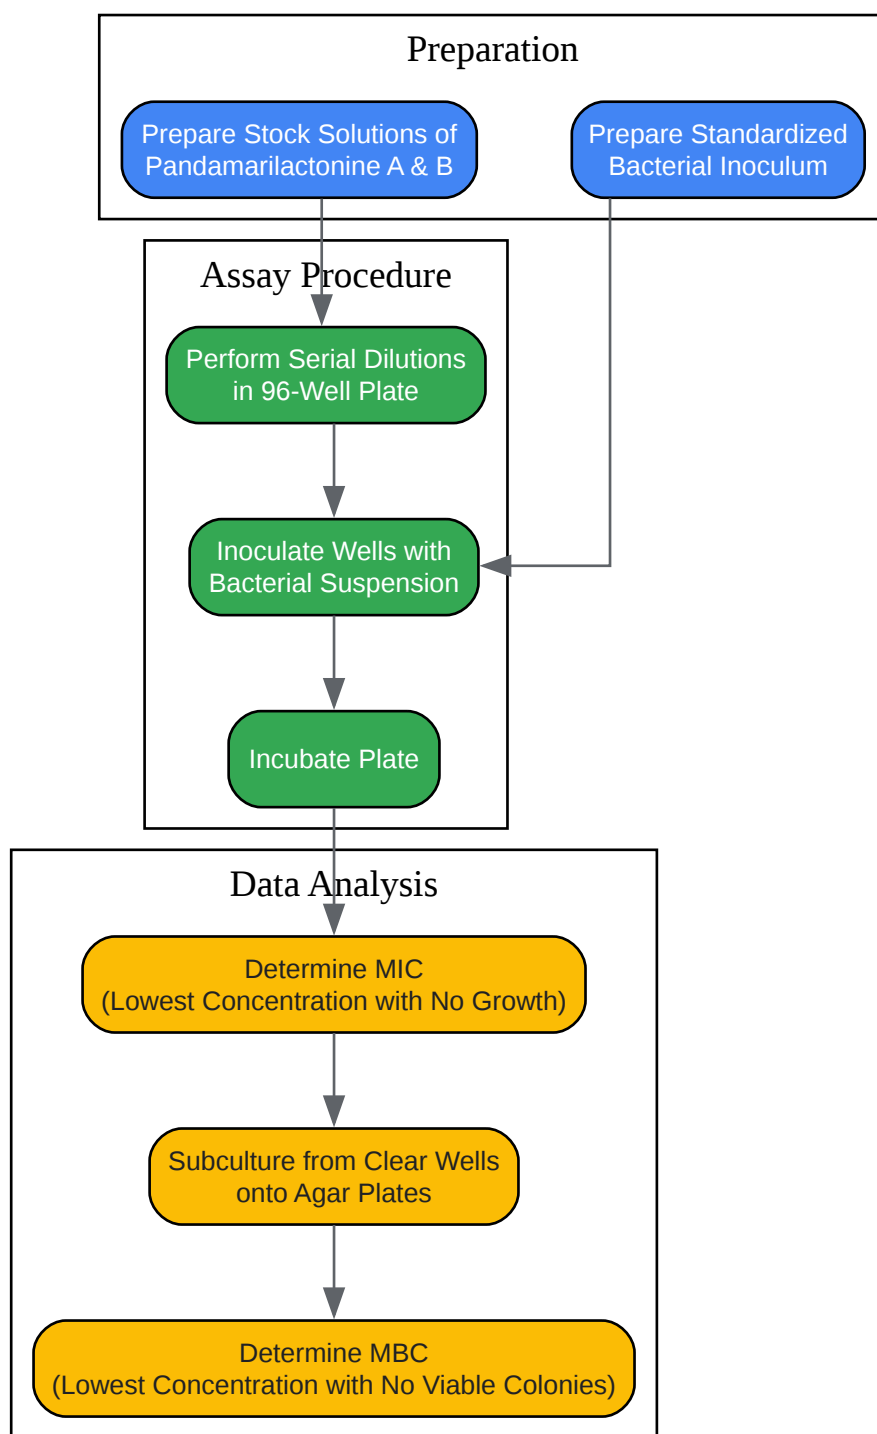 Preparation
Prepare Stock Solutions of
Pandamarilactonine A & B
Prepare Standardized
Bacterial Inoculum
Assay Procedure
Perform Serial Dilutions
in 96-Well Plate
Inoculate Wells with
Bacterial Suspension
Incubate Plate
Data Analysis
Determine MIC
(Lowest Concentration with No Growth)
Subculture from Clear Wells
onto Agar Plates
Determine MBC
(Lowest Concentration with No Viable Colonies)